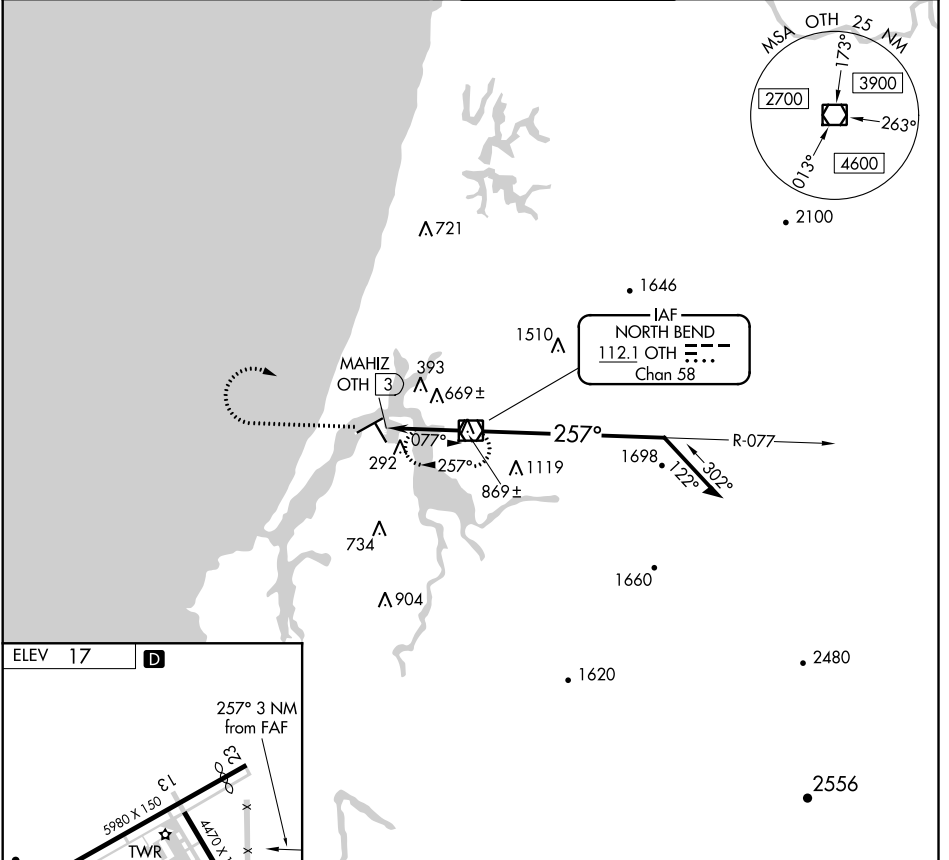 MSA OTH 25 NM
173°
3900
2700
263°
013°
4600
2100
721
1646
IAF
NORTH BEND
112.1 OTH
Chan 58
1510
MAHIZ
OTH 3
393
669±
077°
257°
257°
R-077
292
1119
869±
1698
122°
302°
734
1660
904
ELEV 17
D
2480
1620
257° 3 NM
from FAF
23
13
5980 X 150
TWR
2556